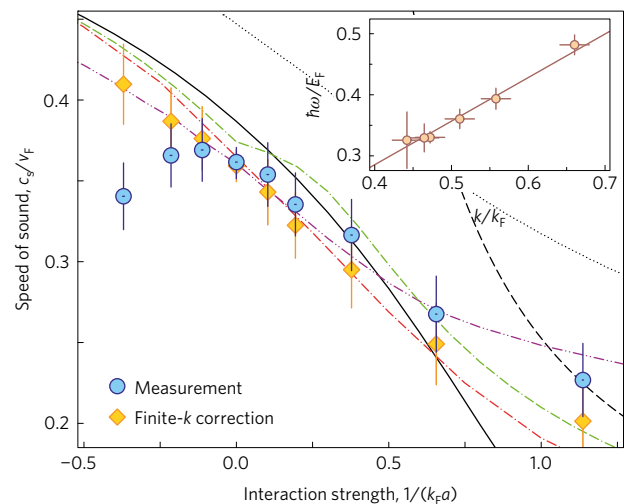 0.4
0.3
0.2
Speed of sound, c_s/v_F
−0.5
0.0
0.5
1.0
Interaction strength, 1/(k_F a)
Measurement
Finite-k correction
0.5
0.4
0.3
ħω/E_F
0.4
0.5
0.6
0.7
k/k_F